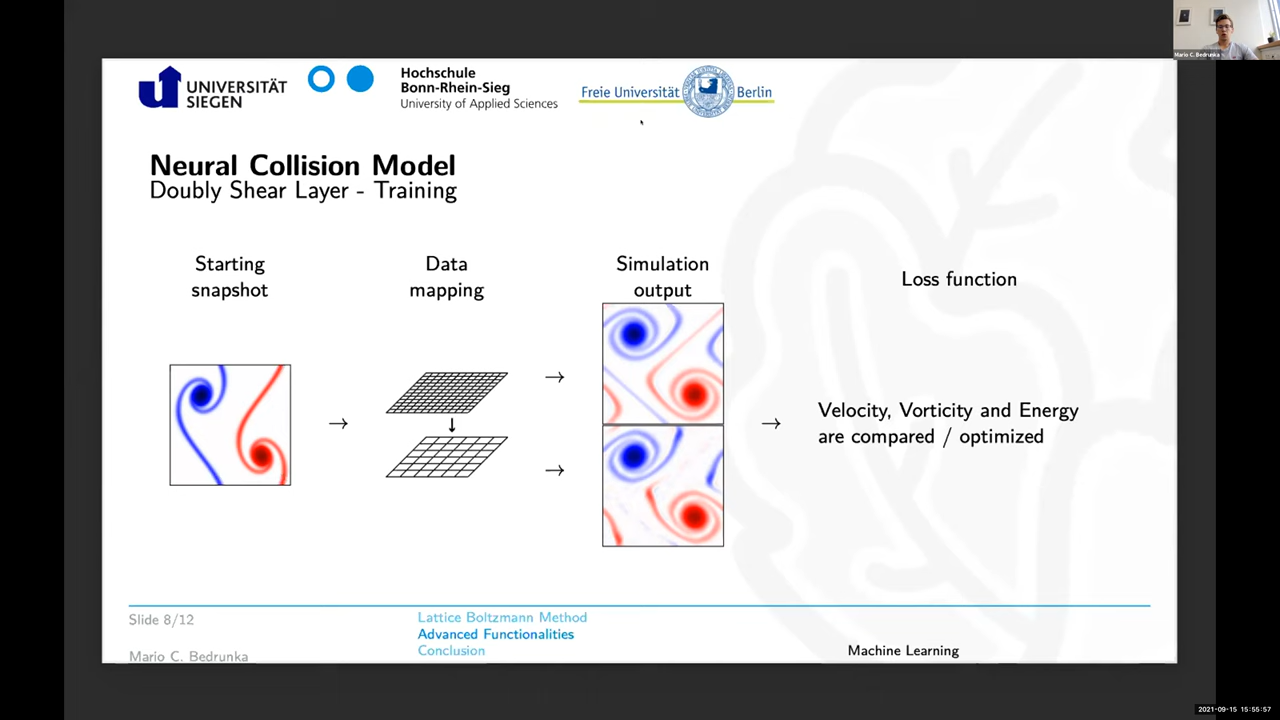 Mario C. Bedrunka
UNIVERSITÄT
SIEGEN
Hochschule
Bonn-Rhein-Sieg
University of Applied Sciences
Freie Universität Berlin
Neural Collision Model
Doubly Shear Layer - Training
Starting
snapshot
Data
mapping
Simulation
output
Loss function
→
↓
→
→
→
Velocity, Vorticity and Energy
are compared / optimized
Slide 8/12
Mario C. Bedrunka
Lattice Boltzmann Method
Advanced Functionalities
Conclusion
Machine Learning
2021-09-15 15:55:57